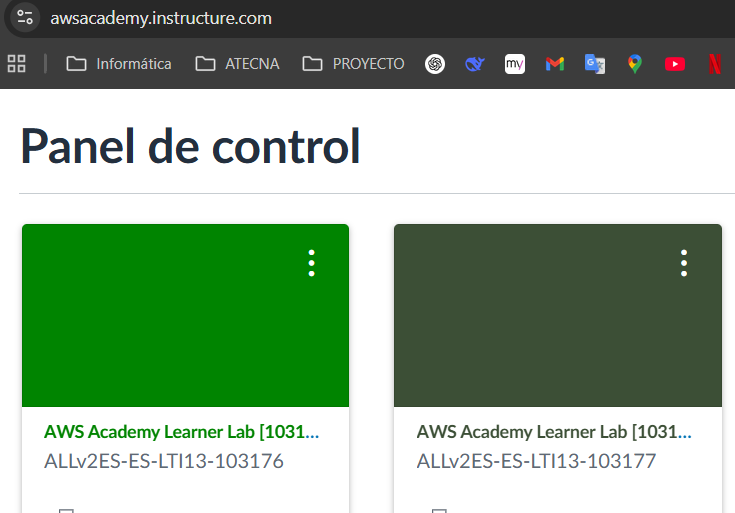 awsacademy.instructure.com
Informática ATECNA PROYECTO my
Panel de control
AWS Academy Learner Lab [1031...
ALLv2ES-ES-LTI13-103176
AWS Academy Learner Lab [1031...
ALLv2ES-ES-LTI13-103177